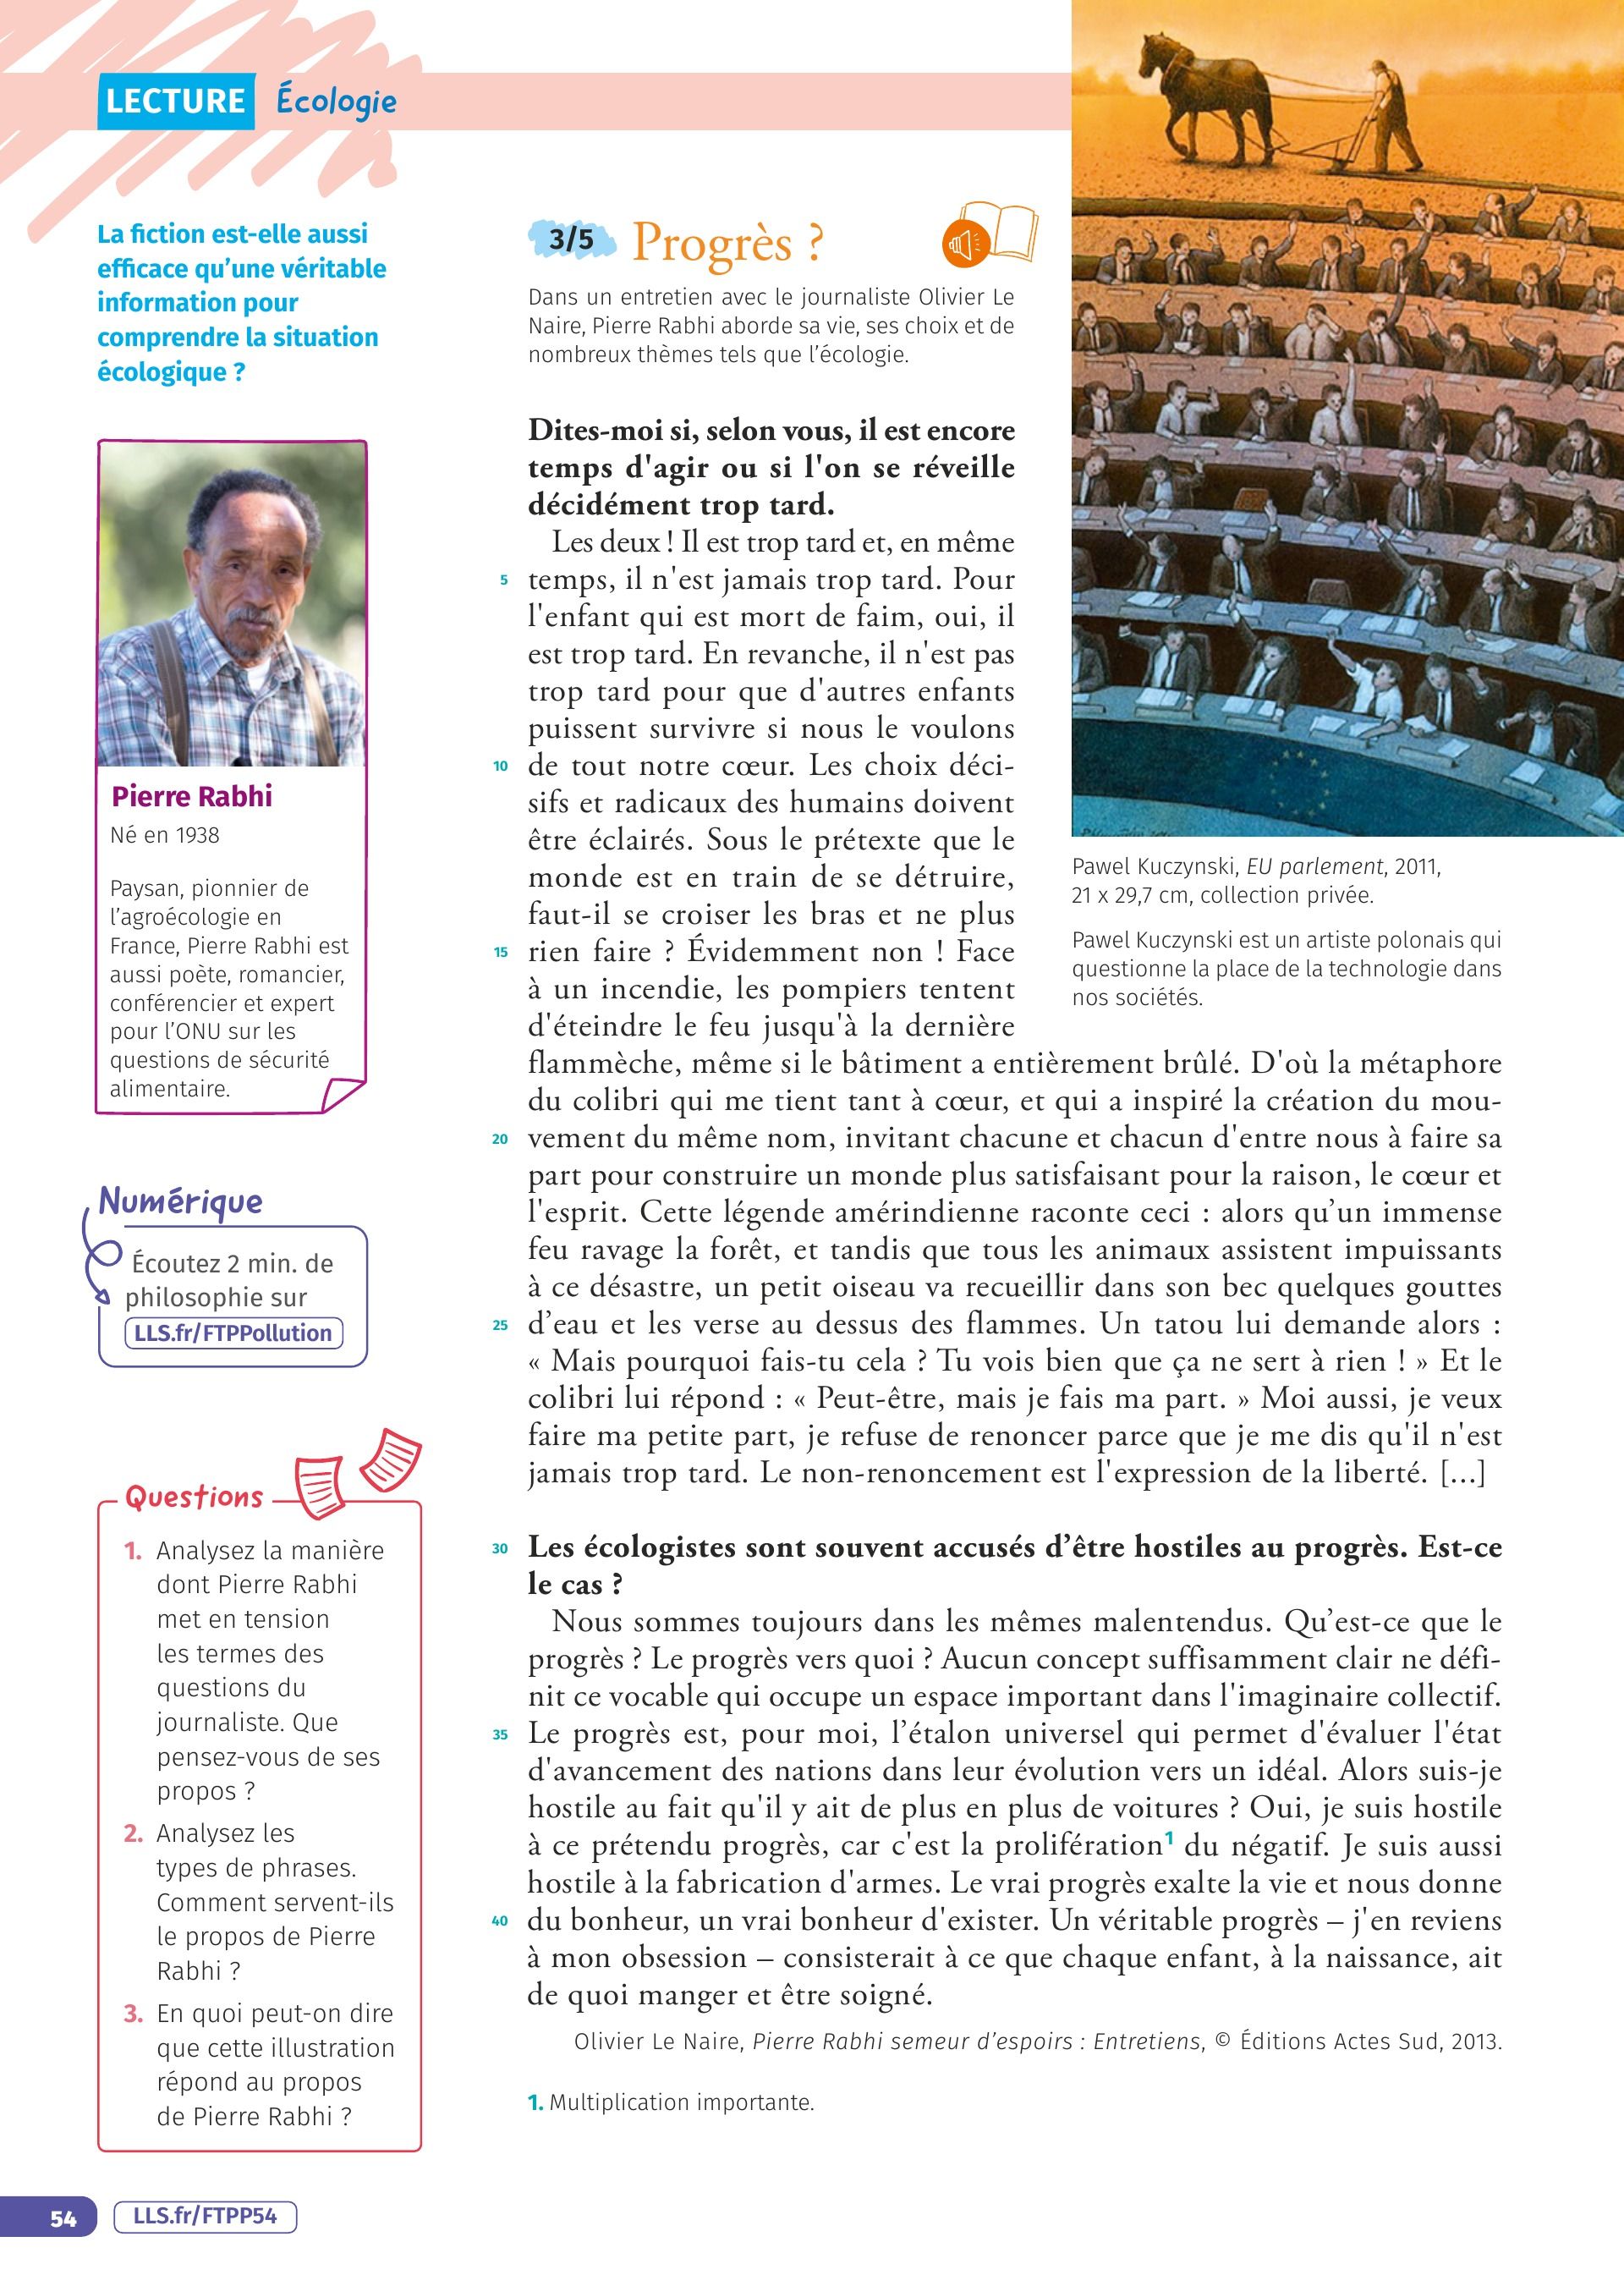 LECTURE Écologie
La fiction est-elle aussi
efficace qu’une véritable
information pour
comprendre la situation
écologique ?
Pierre Rabhi
Né en 1938
Paysan, pionnier de
l’agroécologie en
France, Pierre Rabhi est
aussi poète, romancier,
conférencier et expert
pour l’ONU sur les
questions de sécurité
alimentaire.
Numérique
Écoutez 2 min. de
philosophie sur
LLS.fr/FTPPollution
Questions
1. Analysez la manière
dont Pierre Rabhi
met en tension
les termes des
questions du
journaliste. Que
pensez-vous de ses
propos ?
2. Analysez les
types de phrases.
Comment servent-ils
le propos de Pierre
Rabhi ?
3. En quoi peut-on dire
que cette illustration
répond au propos
de Pierre Rabhi ?
3/5 Progrès ?
Dans un entretien avec le journaliste Olivier Le
Naire, Pierre Rabhi aborde sa vie, ses choix et de
nombreux thèmes tels que l’écologie.
Dites-moi si, selon vous, il est encore
temps d'agir ou si l'on se réveille
décidément trop tard.
Les deux ! Il est trop tard et, en même
5 temps, il n'est jamais trop tard. Pour
l'enfant qui est mort de faim, oui, il
est trop tard. En revanche, il n'est pas
trop tard pour que d'autres enfants
puissent survivre si nous le voulons
10 de tout notre cœur. Les choix déci-
sifs et radicaux des humains doivent
être éclairés. Sous le prétexte que le
monde est en train de se détruire,
faut-il se croiser les bras et ne plus
15 rien faire ? Évidemment non ! Face
à un incendie, les pompiers tentent
d'éteindre le feu jusqu'à la dernière
flammèche, même si le bâtiment a entièrement brûlé. D'où la métaphore
du colibri qui me tient tant à cœur, et qui a inspiré la création du mou-
20 vement du même nom, invitant chacune et chacun d'entre nous à faire sa
part pour construire un monde plus satisfaisant pour la raison, le cœur et
l'esprit. Cette légende amérindienne raconte ceci : alors qu’un immense
feu ravage la forêt, et tandis que tous les animaux assistent impuissants
à ce désastre, un petit oiseau va recueillir dans son bec quelques gouttes
25 d’eau et les verse au dessus des flammes. Un tatou lui demande alors :
« Mais pourquoi fais-tu cela ? Tu vois bien que ça ne sert à rien ! » Et le
colibri lui répond : « Peut-être, mais je fais ma part. » Moi aussi, je veux
faire ma petite part, je refuse de renoncer parce que je me dis qu'il n'est
jamais trop tard. Le non-renoncement est l'expression de la liberté. [...]
30 Les écologistes sont souvent accusés d’être hostiles au progrès. Est-ce
le cas ?
Nous sommes toujours dans les mêmes malentendus. Qu’est-ce que le
progrès ? Le progrès vers quoi ? Aucun concept suffisamment clair ne défi-
nit ce vocable qui occupe un espace important dans l'imaginaire collectif.
35 Le progrès est, pour moi, l’étalon universel qui permet d'évaluer l'état
d'avancement des nations dans leur évolution vers un idéal. Alors suis-je
hostile au fait qu'il y ait de plus en plus de voitures ? Oui, je suis hostile
à ce prétendu progrès, car c'est la prolifération1 du négatif. Je suis aussi
hostile à la fabrication d'armes. Le vrai progrès exalte la vie et nous donne
40 du bonheur, un vrai bonheur d'exister. Un véritable progrès – j'en reviens
à mon obsession – consisterait à ce que chaque enfant, à la naissance, ait
de quoi manger et être soigné.
Olivier Le Naire, Pierre Rabhi semeur d’espoirs : Entretiens, © Éditions Actes Sud, 2013.
1. Multiplication importante.
Pawel Kuczynski, EU parlement, 2011,
21 x 29,7 cm, collection privée.
Pawel Kuczynski est un artiste polonais qui
questionne la place de la technologie dans
nos sociétés.
54 LLS.fr/FTPP54